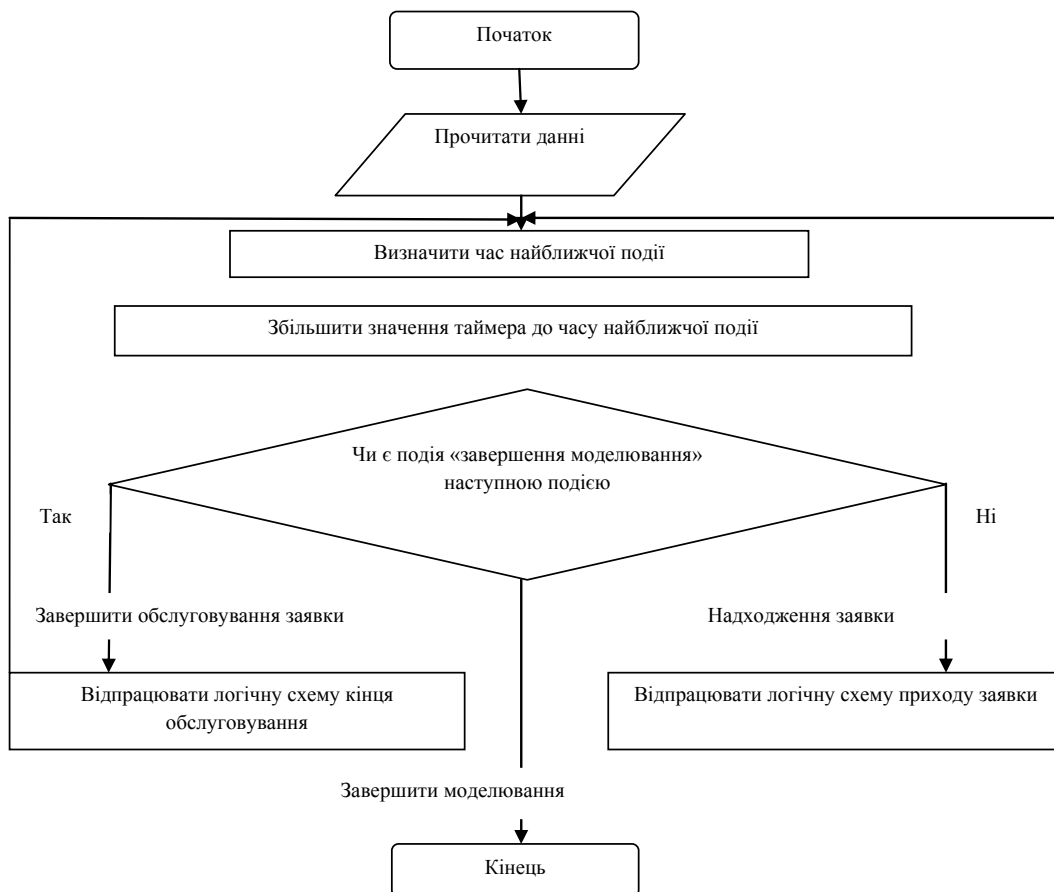 Початок
Прочитати данні
Визначити час найближчої події
Збільшити значення таймера до часу найближчої події
Чи є подія «завершення моделювання»
наступною подією
Так
Ні
Завершити обслуговування заявки
Надходження заявки
Відпрацювати логічну схему кінця
обслуговування
Відпрацювати логічну схему приходу заявки
Завершити моделювання
Кінець